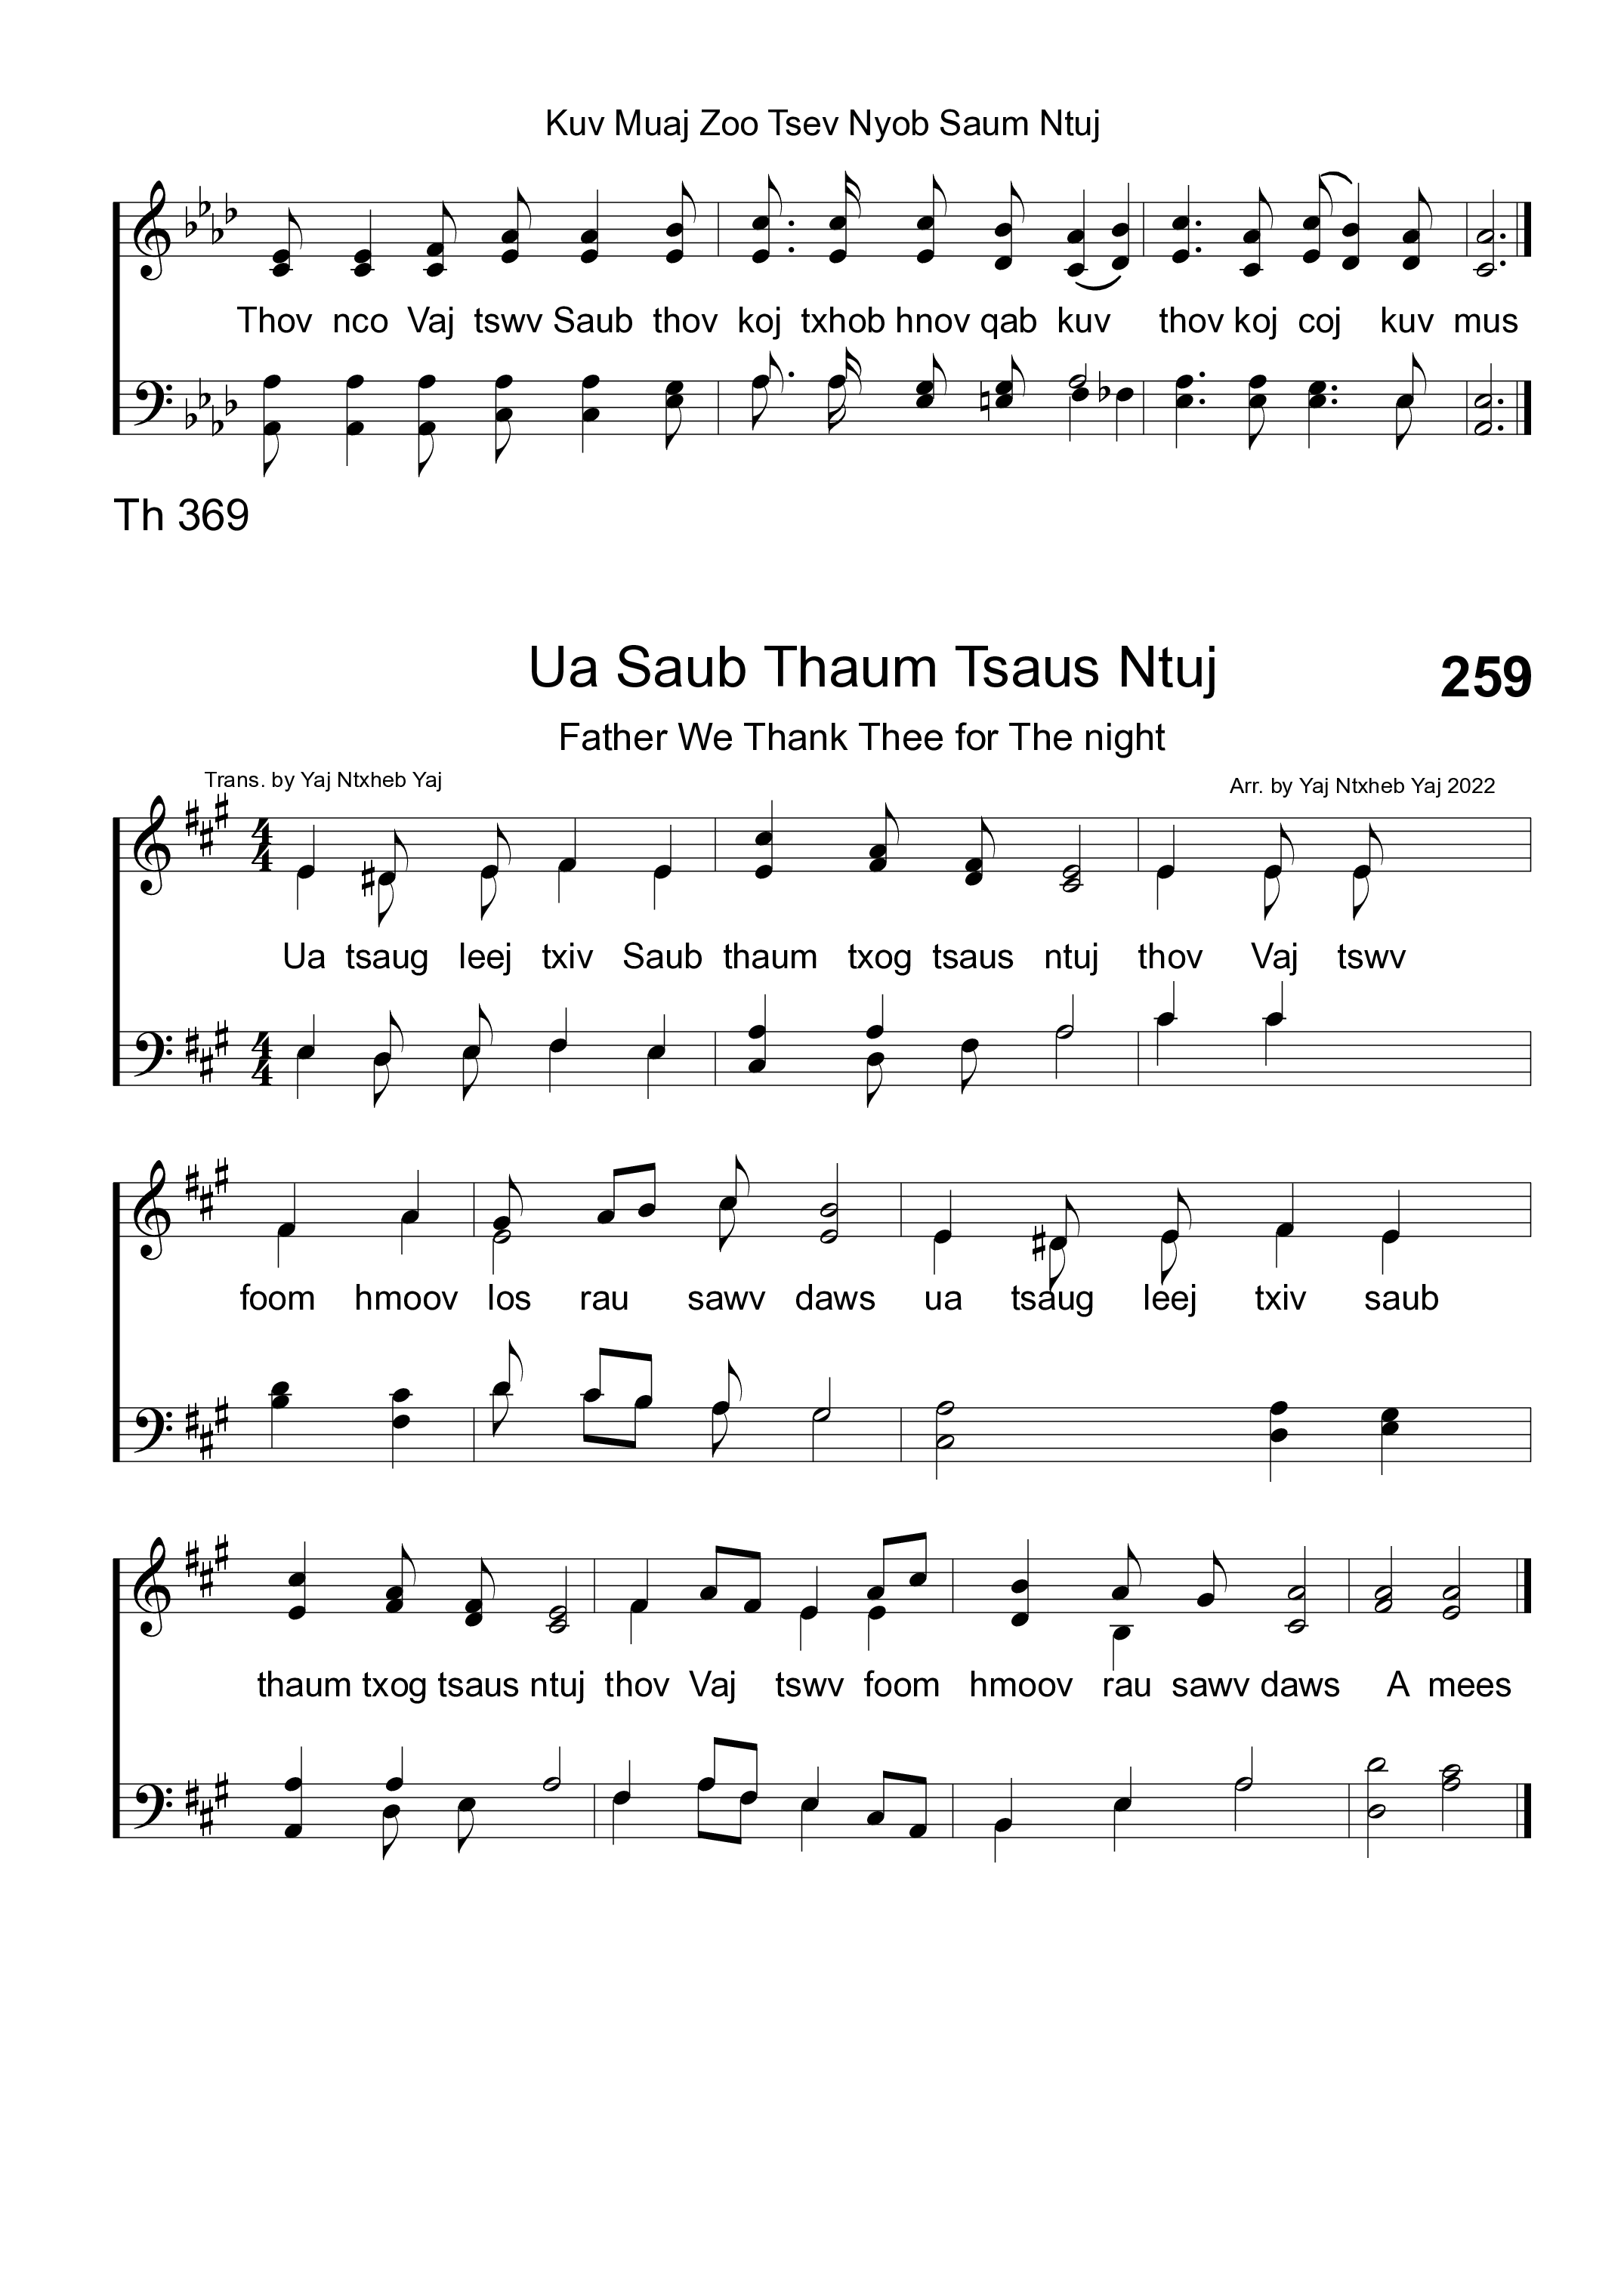 Kuv Muaj Zoo Tsev Nyob Saum Ntuj
Thov nco Vaj tswv Saub thov koj txhob hnov qab kuv thov koj coj kuv mus
Th 369
Ua Saub Thaum Tsaus Ntuj 259
Father We Thank Thee for The night
Trans. by Yaj Ntxheb Yaj Arr. by Yaj Ntxheb Yaj 2022
4 4
Ua tsaug leej txiv Saub thaum txog tsaus ntuj thov Vaj tswv
4 4
foom hmoov los rau sawv daws ua tsaug leej txiv saub
thaum txog tsaus ntuj thov Vaj tswv foom hmoov rau sawv daws A mees